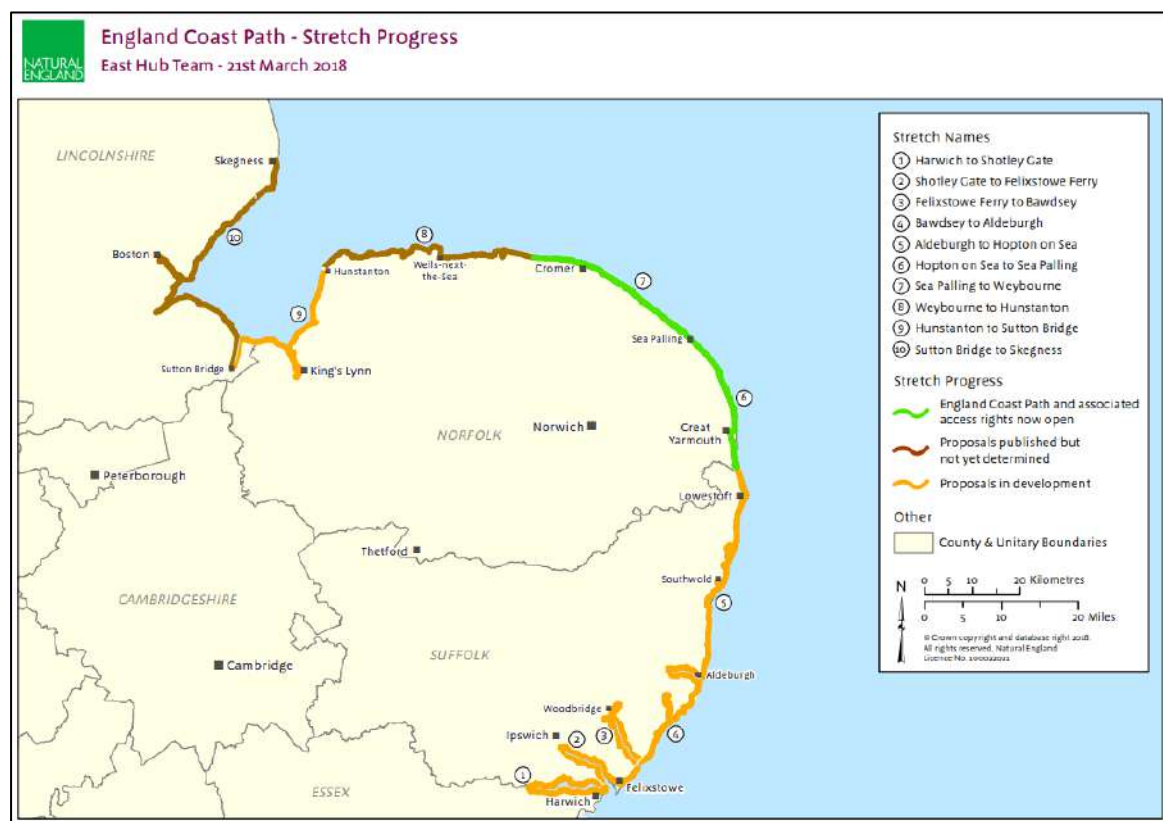 NATURAL
ENGLAND
England Coast Path - Stretch Progress
East Hub Team - 21st March 2018
LINCOLNSHIRE
Skegness
10
Boston
8
Hunstanton
Wells-next-
the-Sea
Cromer
7
9
Sea Palling
Sutton Bridge
King's Lynn
6
NORFOLK
Norwich
Great
Yarmouth
Peterborough
Lowestoft
Thetford
Southwold
5
CAMBRIDGESHIRE
SUFFOLK
Cambridge
Aldeburgh
Woodbridge
Ipswich
2
3
4
1
Felixstowe
ESSEX
Harwich
Stretch Names
1 Harwich to Shotley Gate
2 Shotley Gate to Felixstowe Ferry
3 Felixstowe Ferry to Bawdsey
4 Bawdsey to Aldeburgh
5 Aldeburgh to Hopton on Sea
6 Hopton on Sea to Sea Palling
7 Sea Palling to Weybourne
8 Weybourne to Hunstanton
9 Hunstanton to Sutton Bridge
10 Sutton Bridge to Skegness
Stretch Progress
England Coast Path and associated
access rights now open
Proposals published but
not yet determined
Proposals in development
Other
County & Unitary Boundaries
N
0 5 10 20 Kilometres
0 5 10 20 Miles
© Crown copyright and database right 2018.
All rights reserved. Natural England
Licence No.